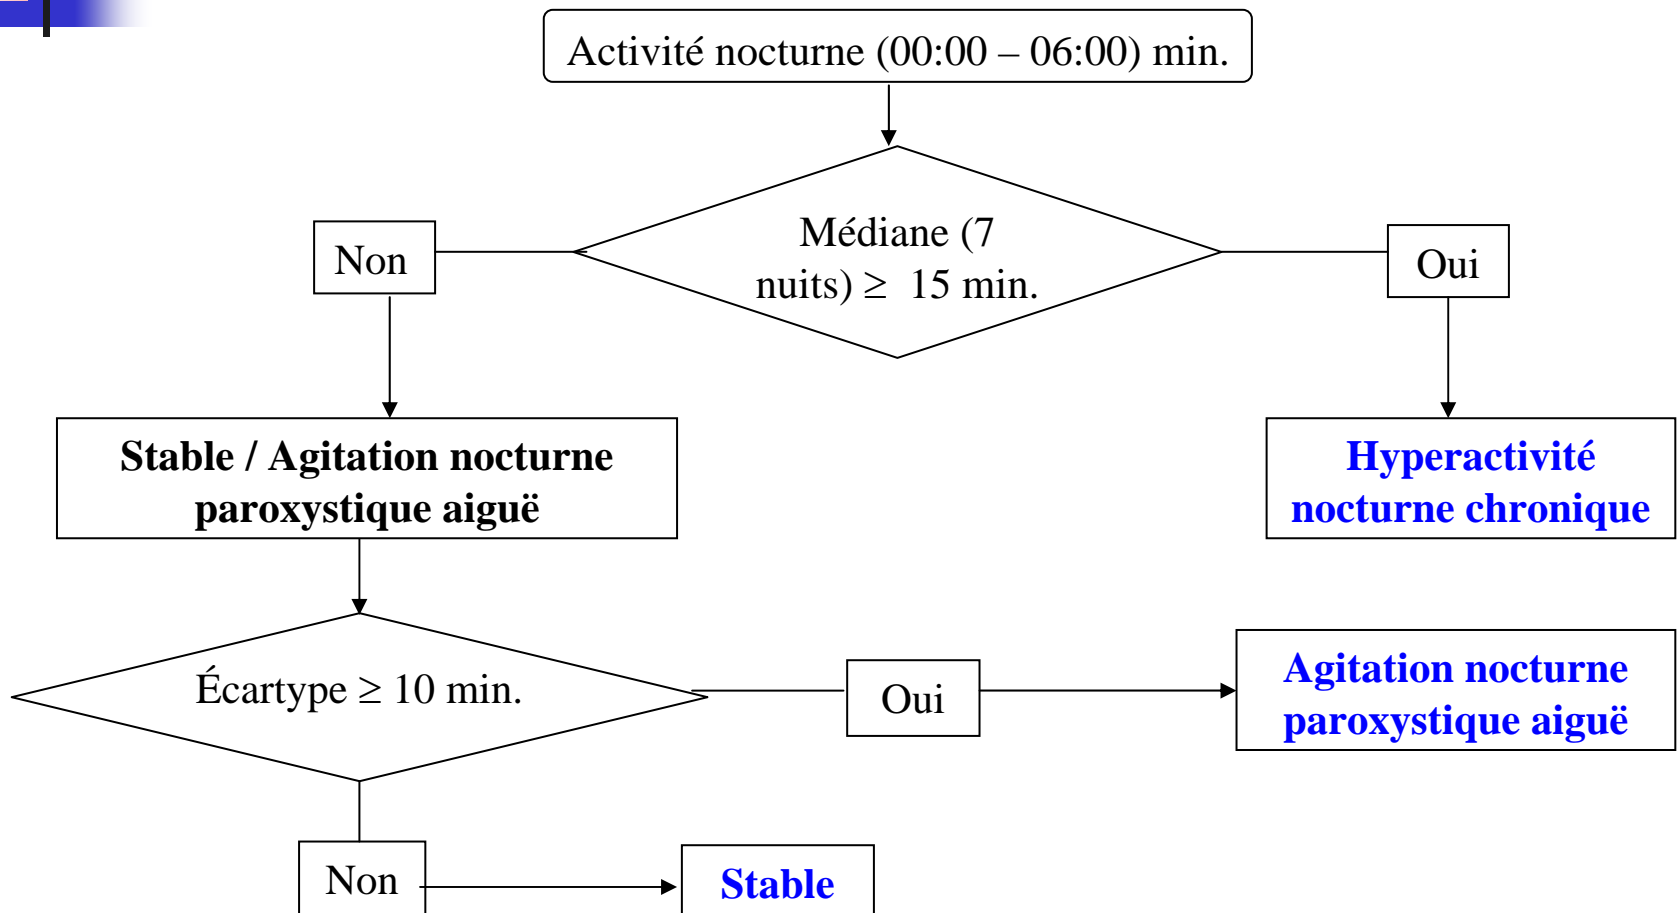 Activité nocturne (00:00 – 06:00) min.
Médiane (7
nuits) ≥ 15 min.
Non
Oui
Stable / Agitation nocturne
paroxystique aiguë
Hyperactivité
nocturne chronique
Écartype ≥ 10 min.
Oui
Agitation nocturne
paroxystique aiguë
Non
Stable